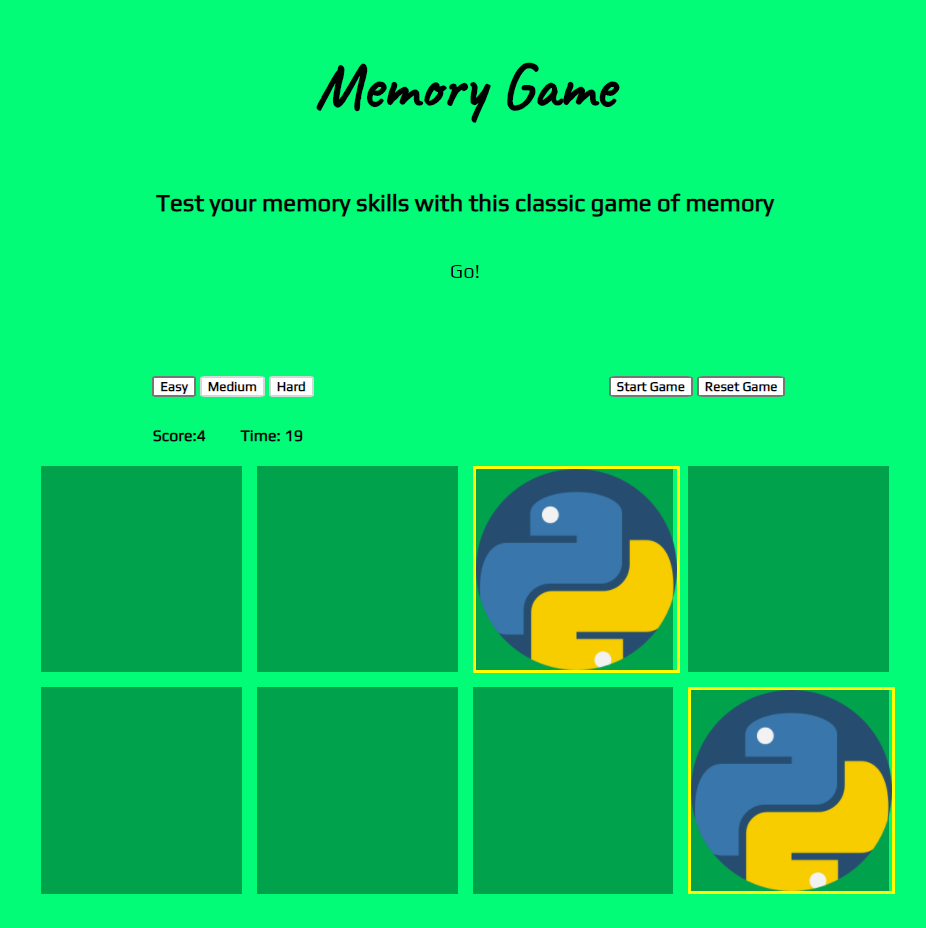 Memory Game
Test your memory skills with this classic game of memory
Go!
Easy Medium Hard Start Game Reset Game
Score:4 Time: 19